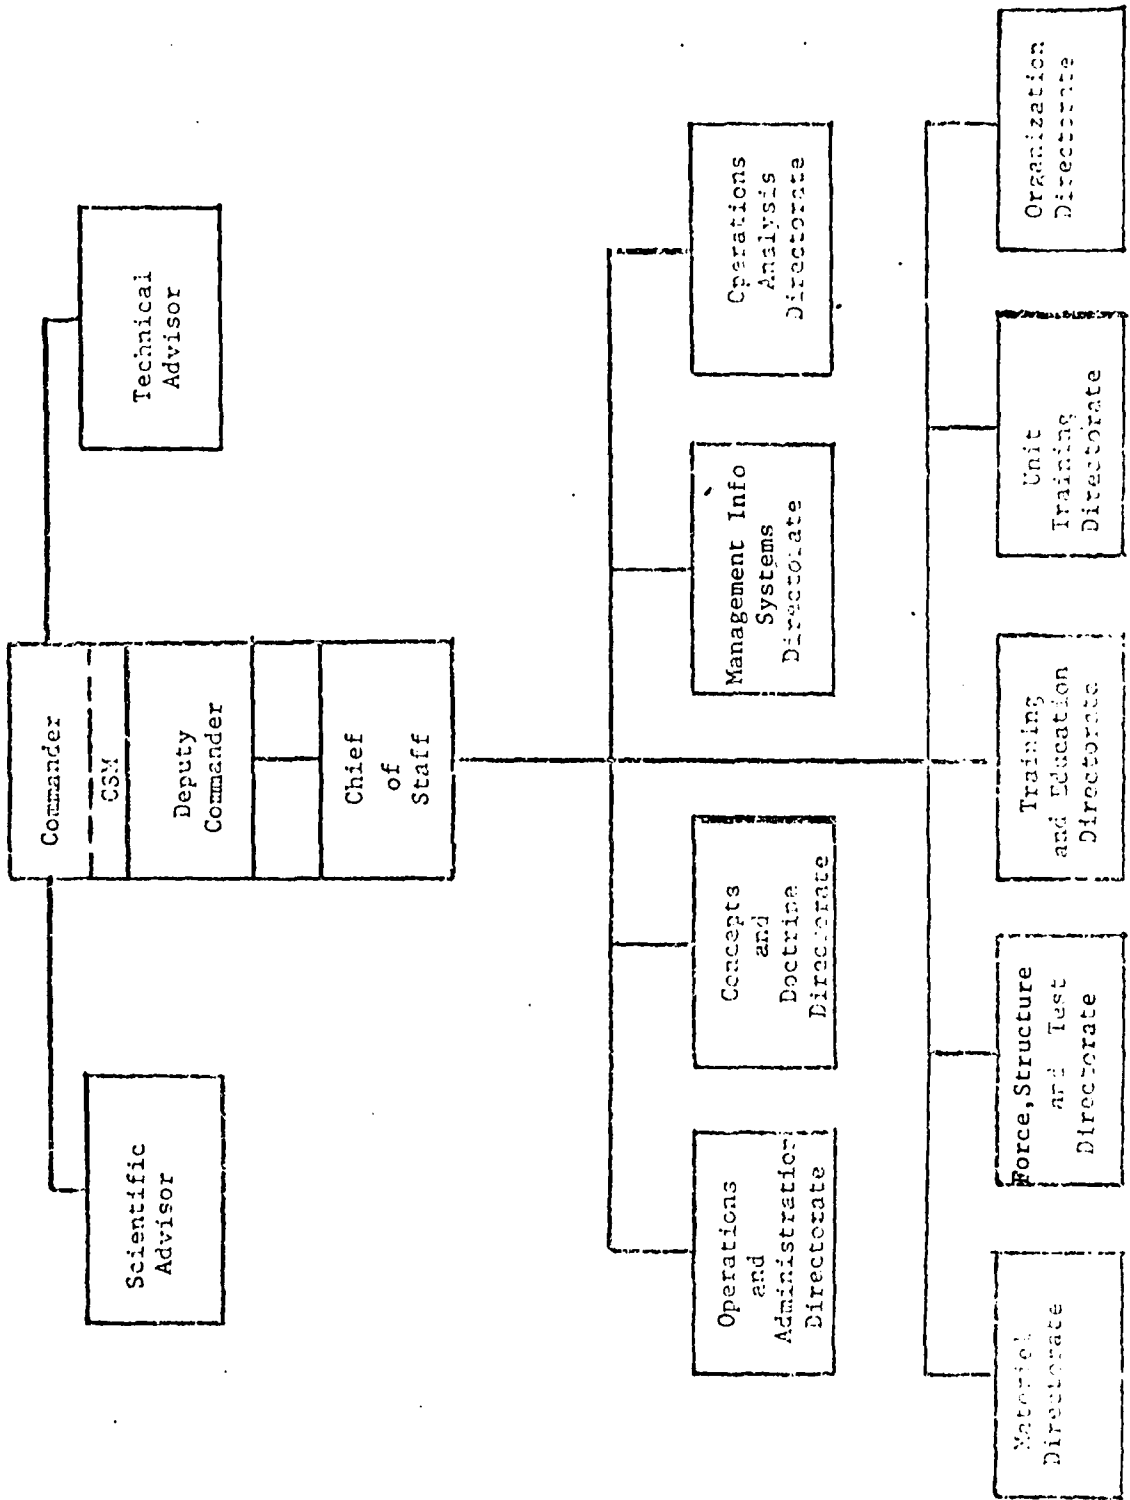 Commander
CSM
Deputy
Commander
Chief
of
Staff
Scientific
Advisor
Technical
Advisor
Operations
and
Administration
Directorate
Concepts
and
Doctrine
Directorate
Management Info
Systems
Directorate
Operations
Analysis
Directorate
Materiel
Directorate
Force,Structure
and Test
Directorate
Training
and Education
Directorate
Unit
Training
Directorate
Organization
Directorate